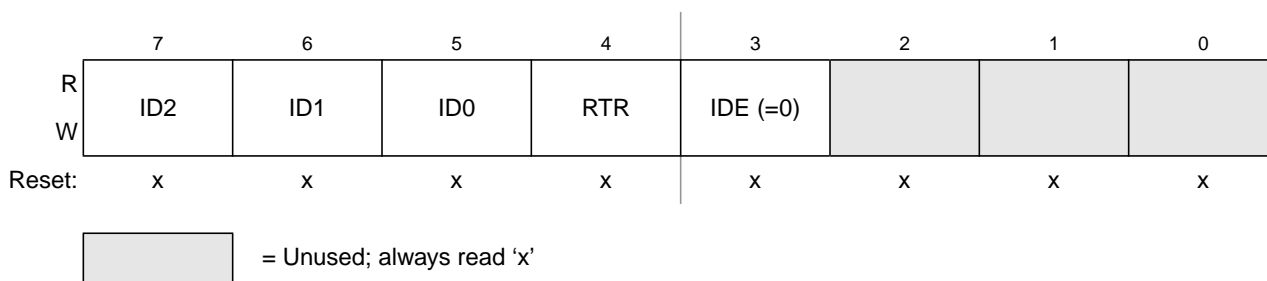 7 6 5 4 3 2 1 0
R
W
ID2 ID1 ID0 RTR IDE (=0)
Reset: x x x x x x x x
= Unused; always read ‘x’